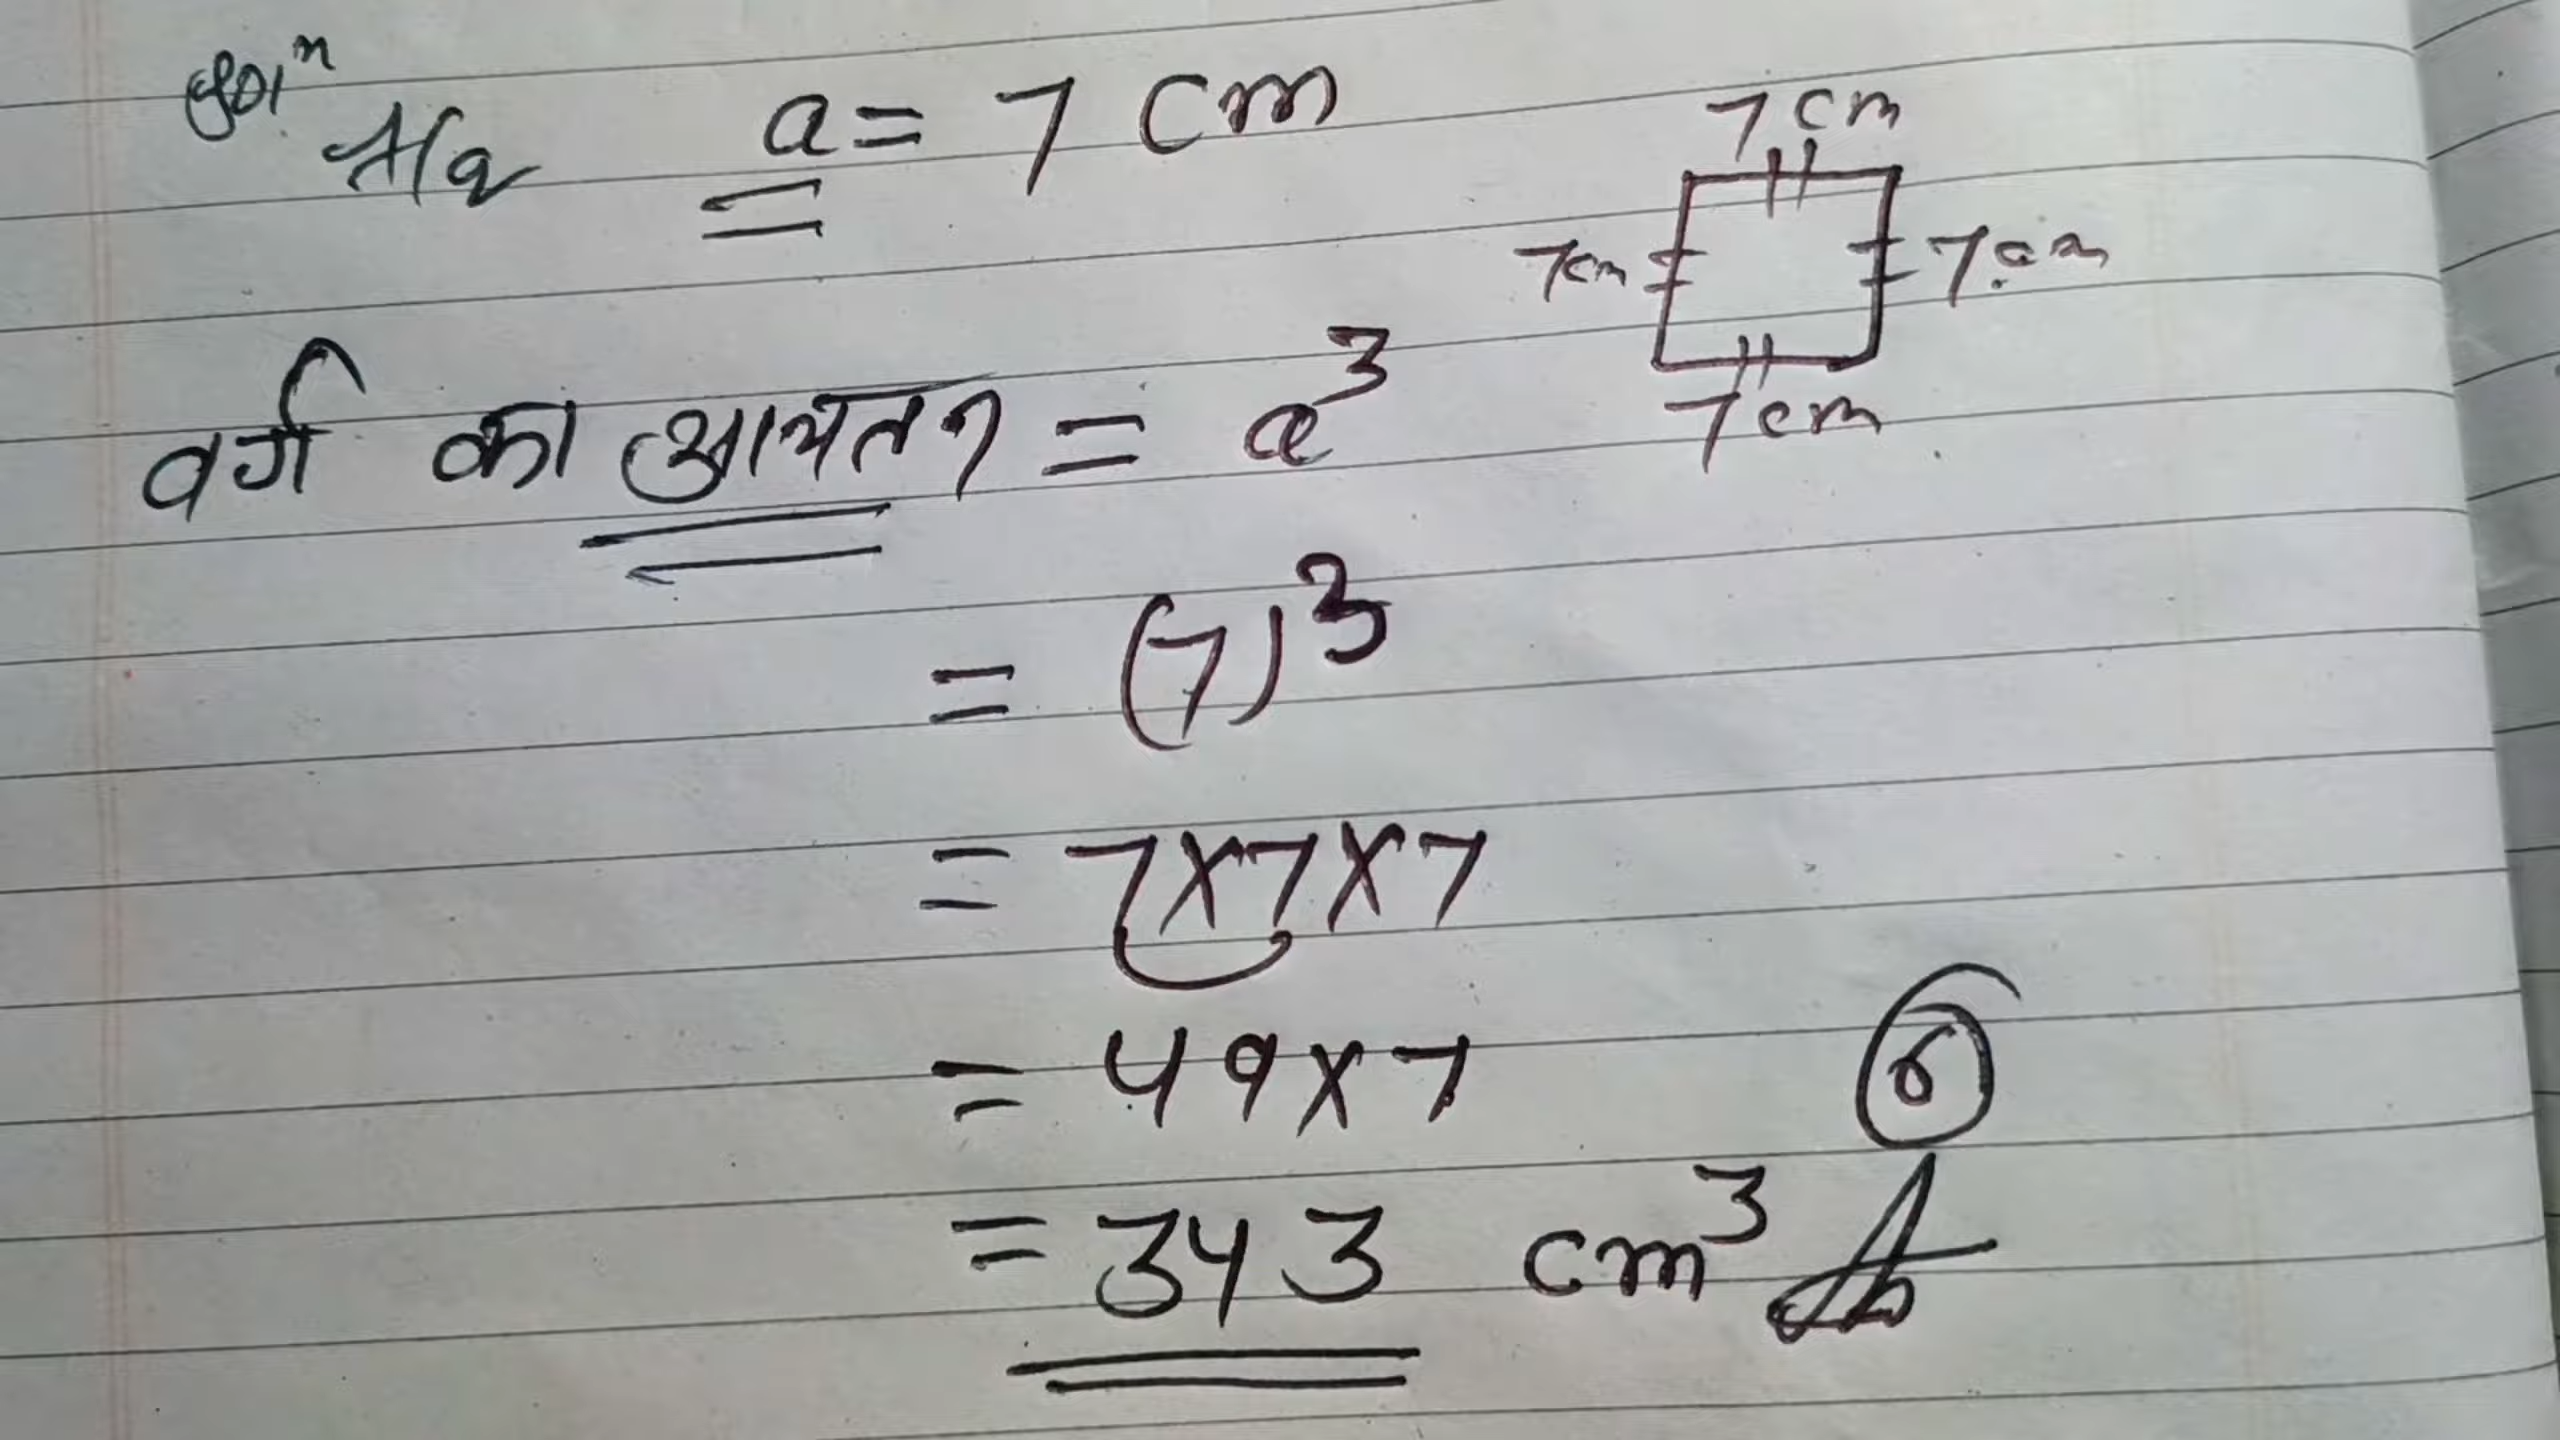 Solⁿ
A/q a = 7 cm
7 cm
7cm 7cm
7cm
वर्ग का आयतन = a³
= (7)³
= 7×7×7
= 49×7
= 343 cm³